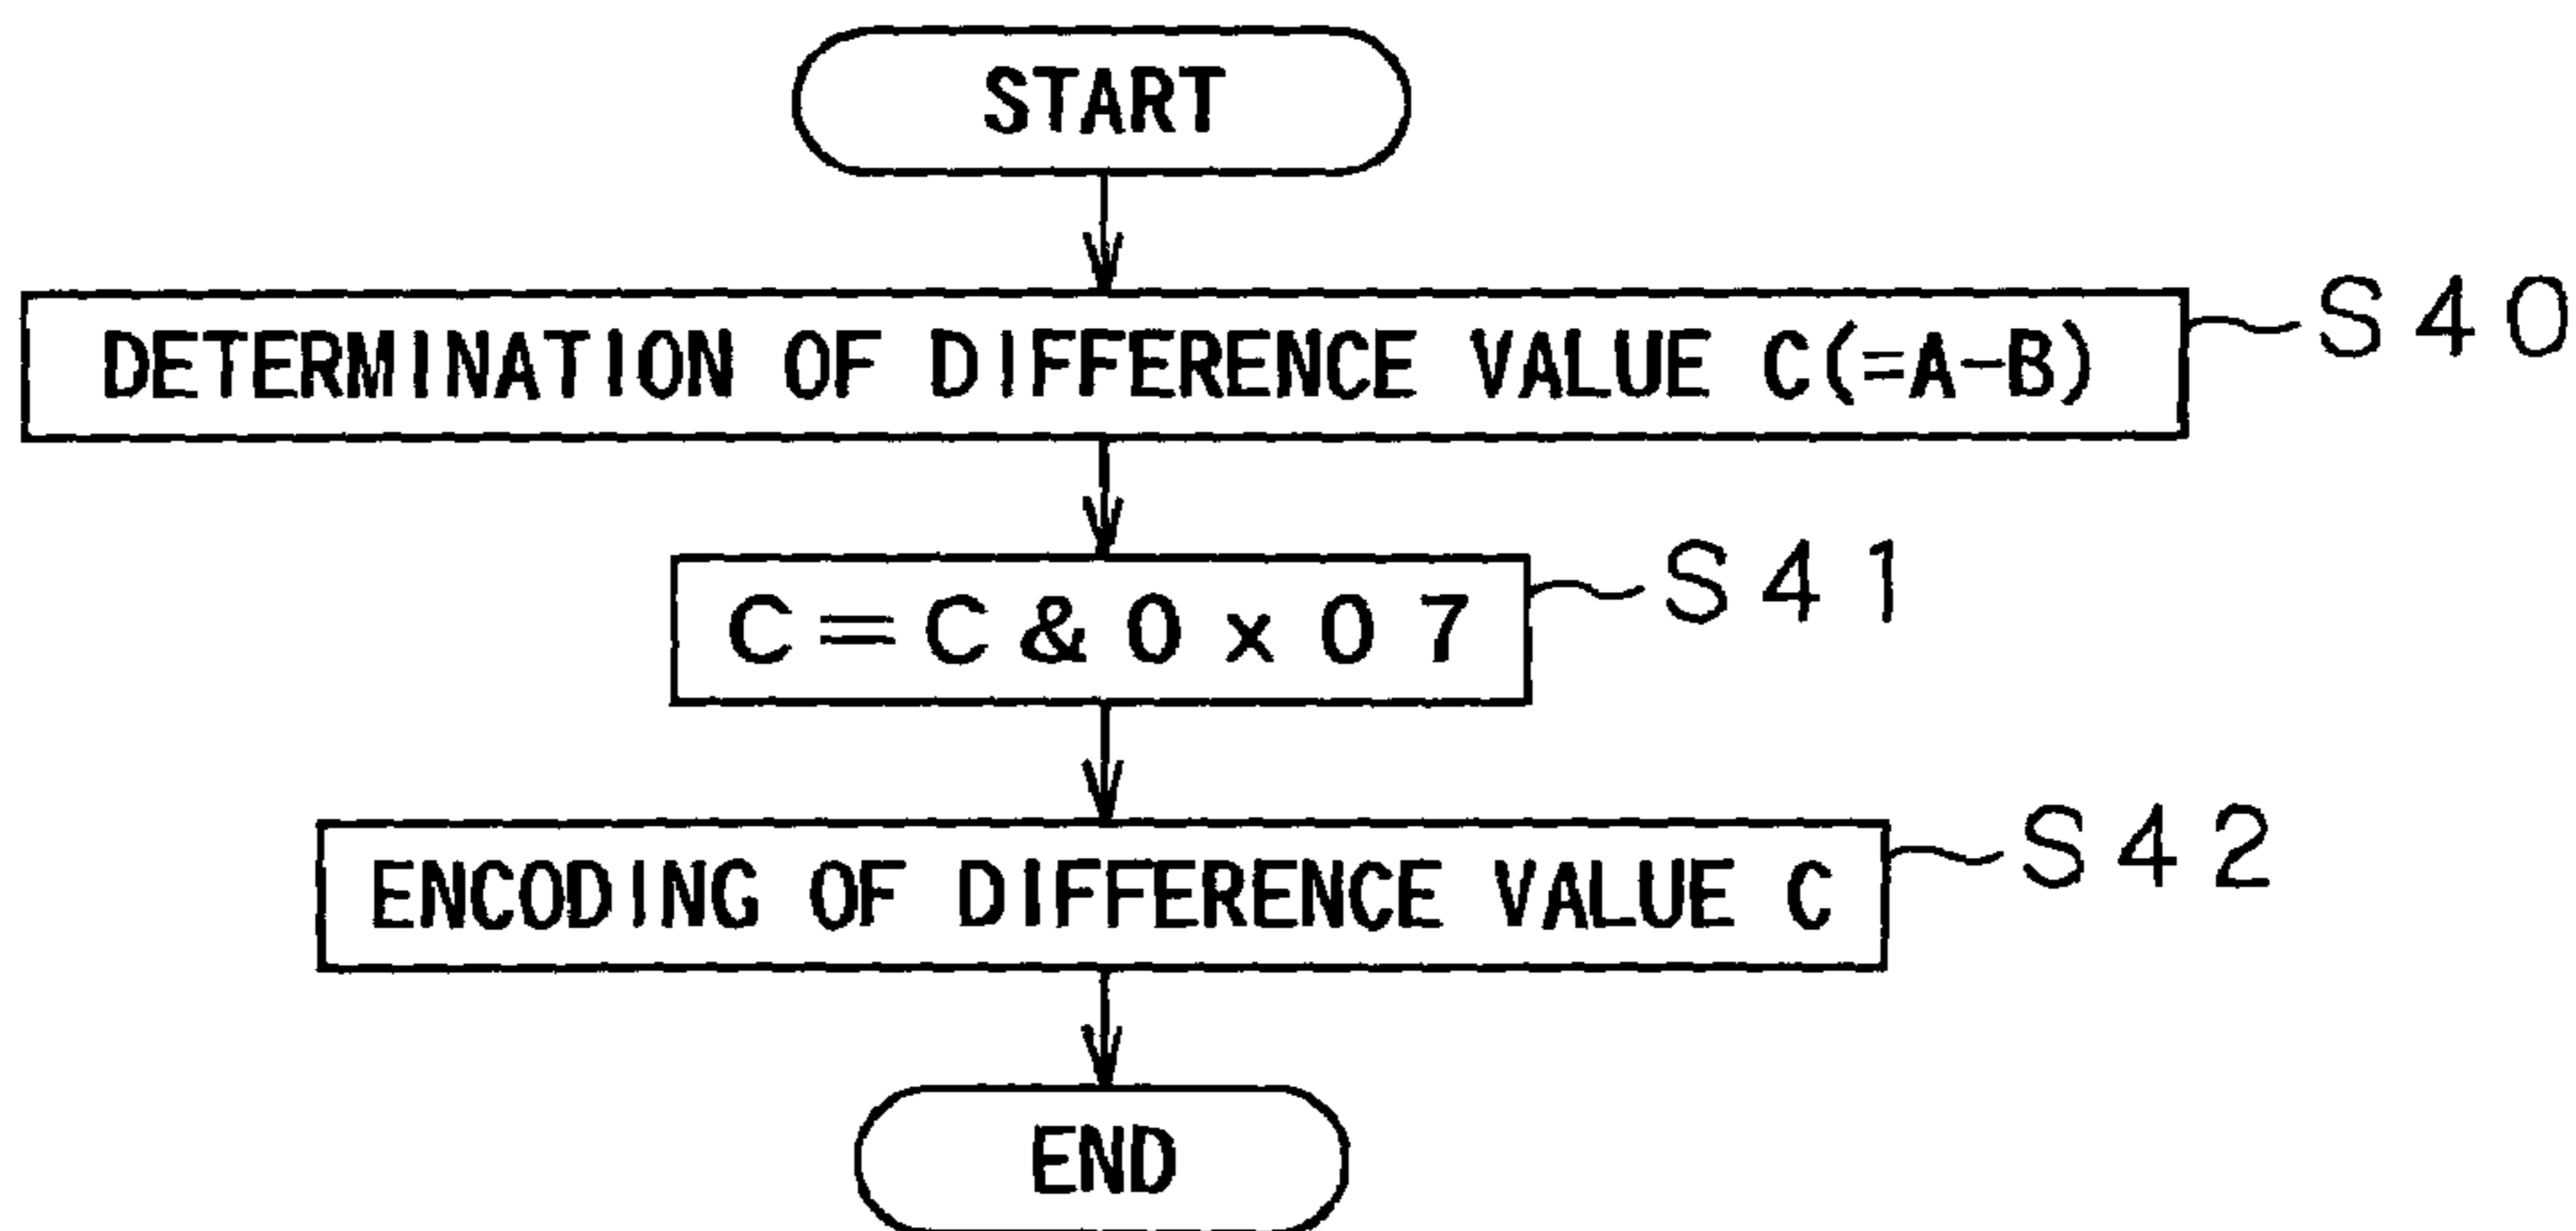 START
DETERMINATION OF DIFFERENCE VALUE C(=A-B)
S40
C=C&0x07
S41
ENCODING OF DIFFERENCE VALUE C
S42
END